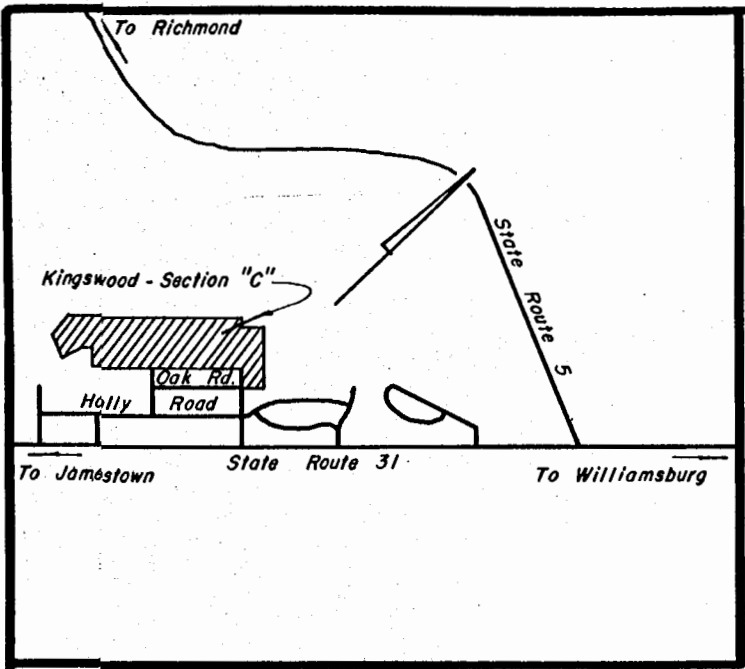 To Richmond
State Route 5
Kingswood - Section "C"
Oak Rd.
Holly Road
To Jamestown
State Route 31
To Williamsburg